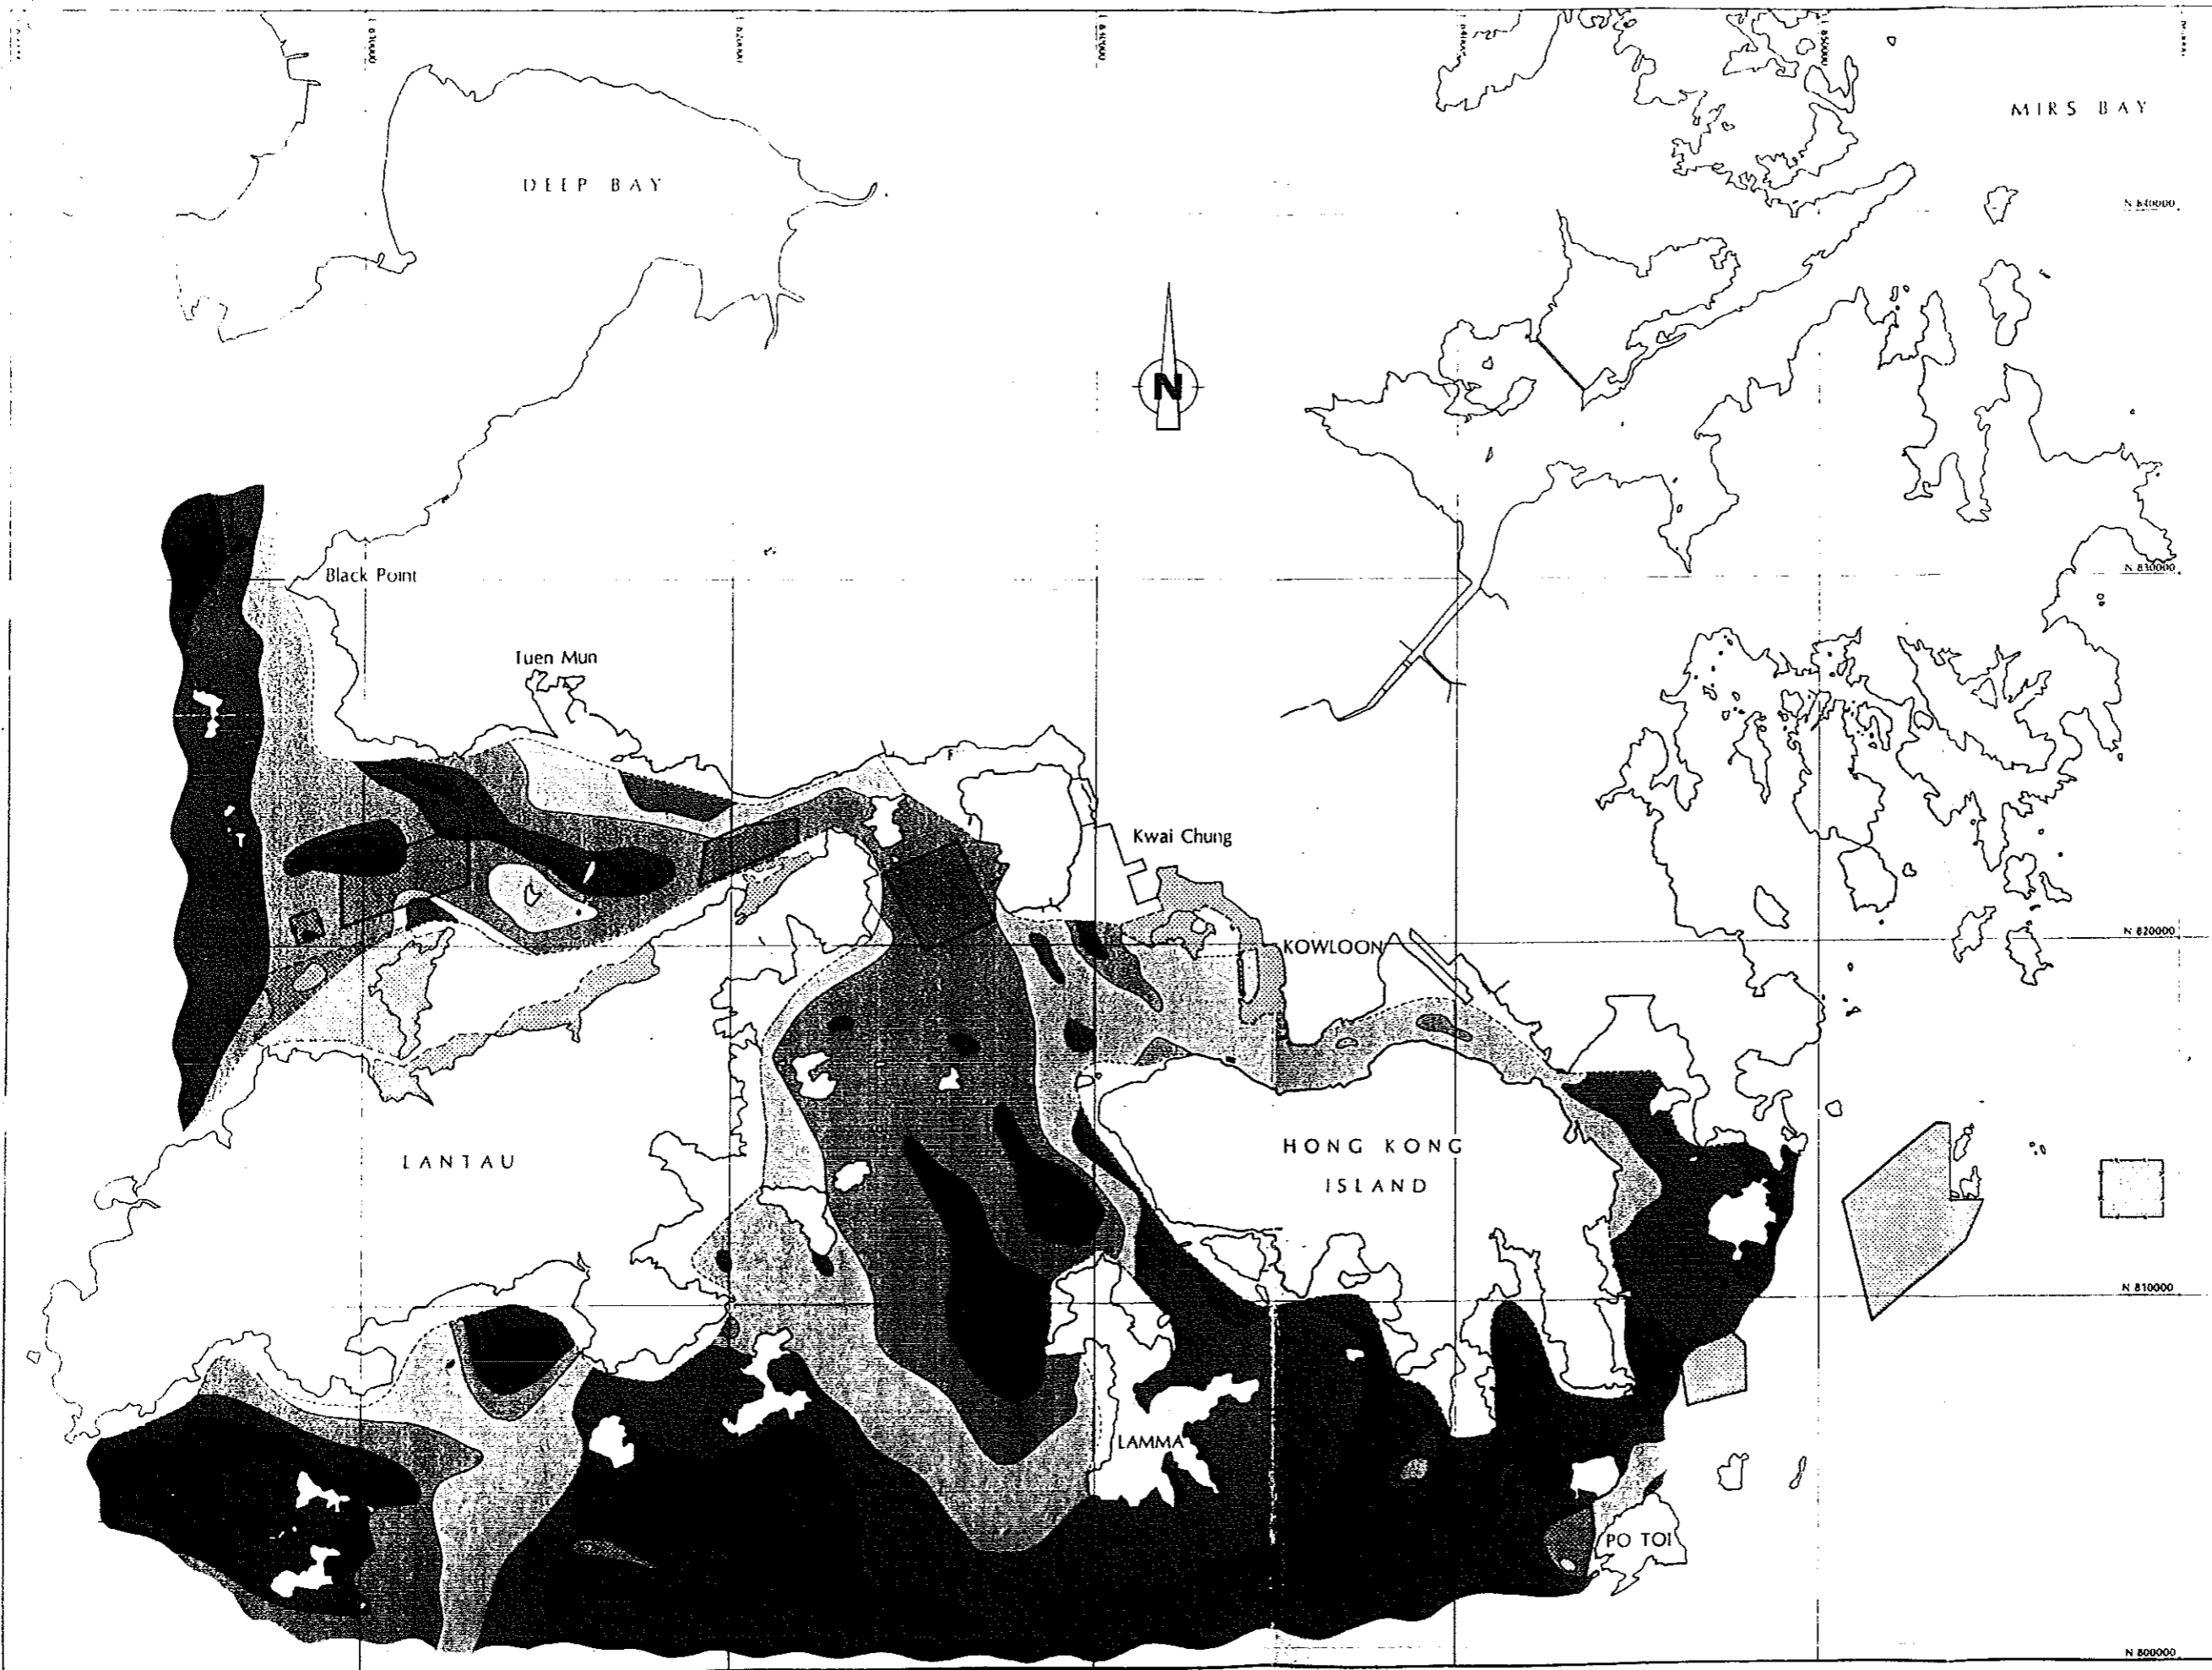 MIRS BAY
DEEP BAY
N 840000
N
Black Point
N 830000
Tuen Mun
Kwai Chung
KOWLOON
N 820000
LANTAU
HONG KONG
ISLAND
N 810000
LAMMA
PO TOI
N 800000